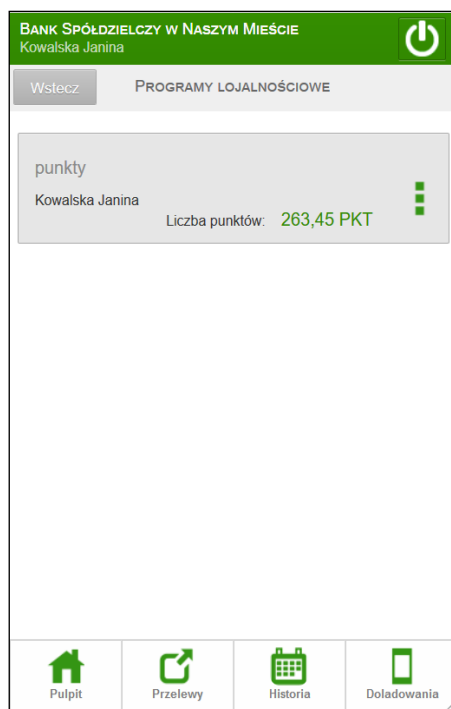 Bank Spółdzielczy w Naszym Mieście
Kowalska Janina
Wstecz
Programy lojalnościowe
punkty
Kowalska Janina
Liczba punktów: 263,45 PKT
Pulpit
Przelewy
Historia
Doladowania